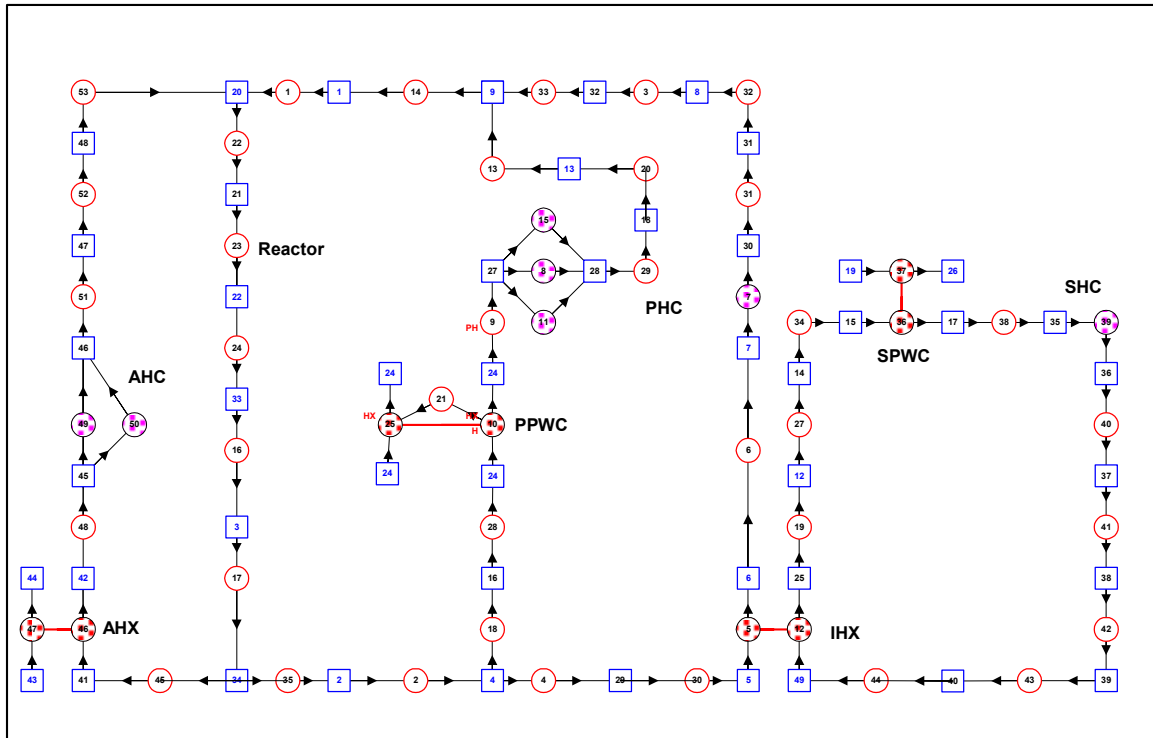 53 20 1 1 14 9 33 32 3 8 32
48 22 31
13 13 20
52 21 31
47 23 Reactor 30 15 18
27 8 28 29 19 37 26
51 22 7 PHC SHC
11
9 34 15 36 17 38 35 39
PH
SPWC
46 24 7
AHC 24 24 14 36
33 21
HX
49 50 25 10 PPWC 27 40
H
16 6
45 24 24 12 37
48 3 28 19 41
44 42 17 16 6 25 38
47 46 18 5 12 42
AHX IHX
43 41 45 34 35 2 2 4 4 29 30 5 49 44 40 43 39